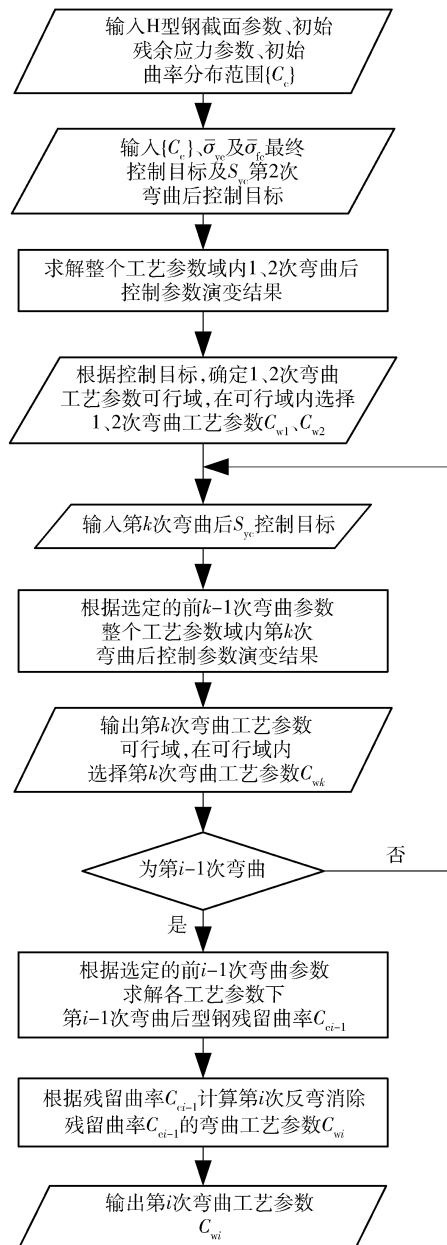 输入H型钢截面参数、初始
残余应力参数、初始
曲率分布范围{C_c}
输入{C_e}、σ̄_ye及σ̄_fe最终
控制目标及S_yc第2次
弯曲后控制目标
求解整个工艺参数域内1、2次弯曲后
控制参数演变结果
根据控制目标,确定1、2次弯曲
工艺参数可行域,在可行域内选择
1、2次弯曲工艺参数C_w1、C_w2
输入第k次弯曲后S_yc控制目标
根据选定的前k-1次弯曲参数
整个工艺参数域内第k次
弯曲后控制参数演变结果
输出第k次弯曲工艺参数
可行域,在可行域内
选择第k次弯曲工艺参数C_wk
为第i-1次弯曲
否
是
根据选定的前i-1次弯曲参数
求解各工艺参数下
第i-1次弯曲后型钢残留曲率C_ci-1
根据残留曲率C_ci-1计算第i次反弯消除
残留曲率C_ci-1的弯曲工艺参数C_wi
输出第i次弯曲工艺参数
C_wi